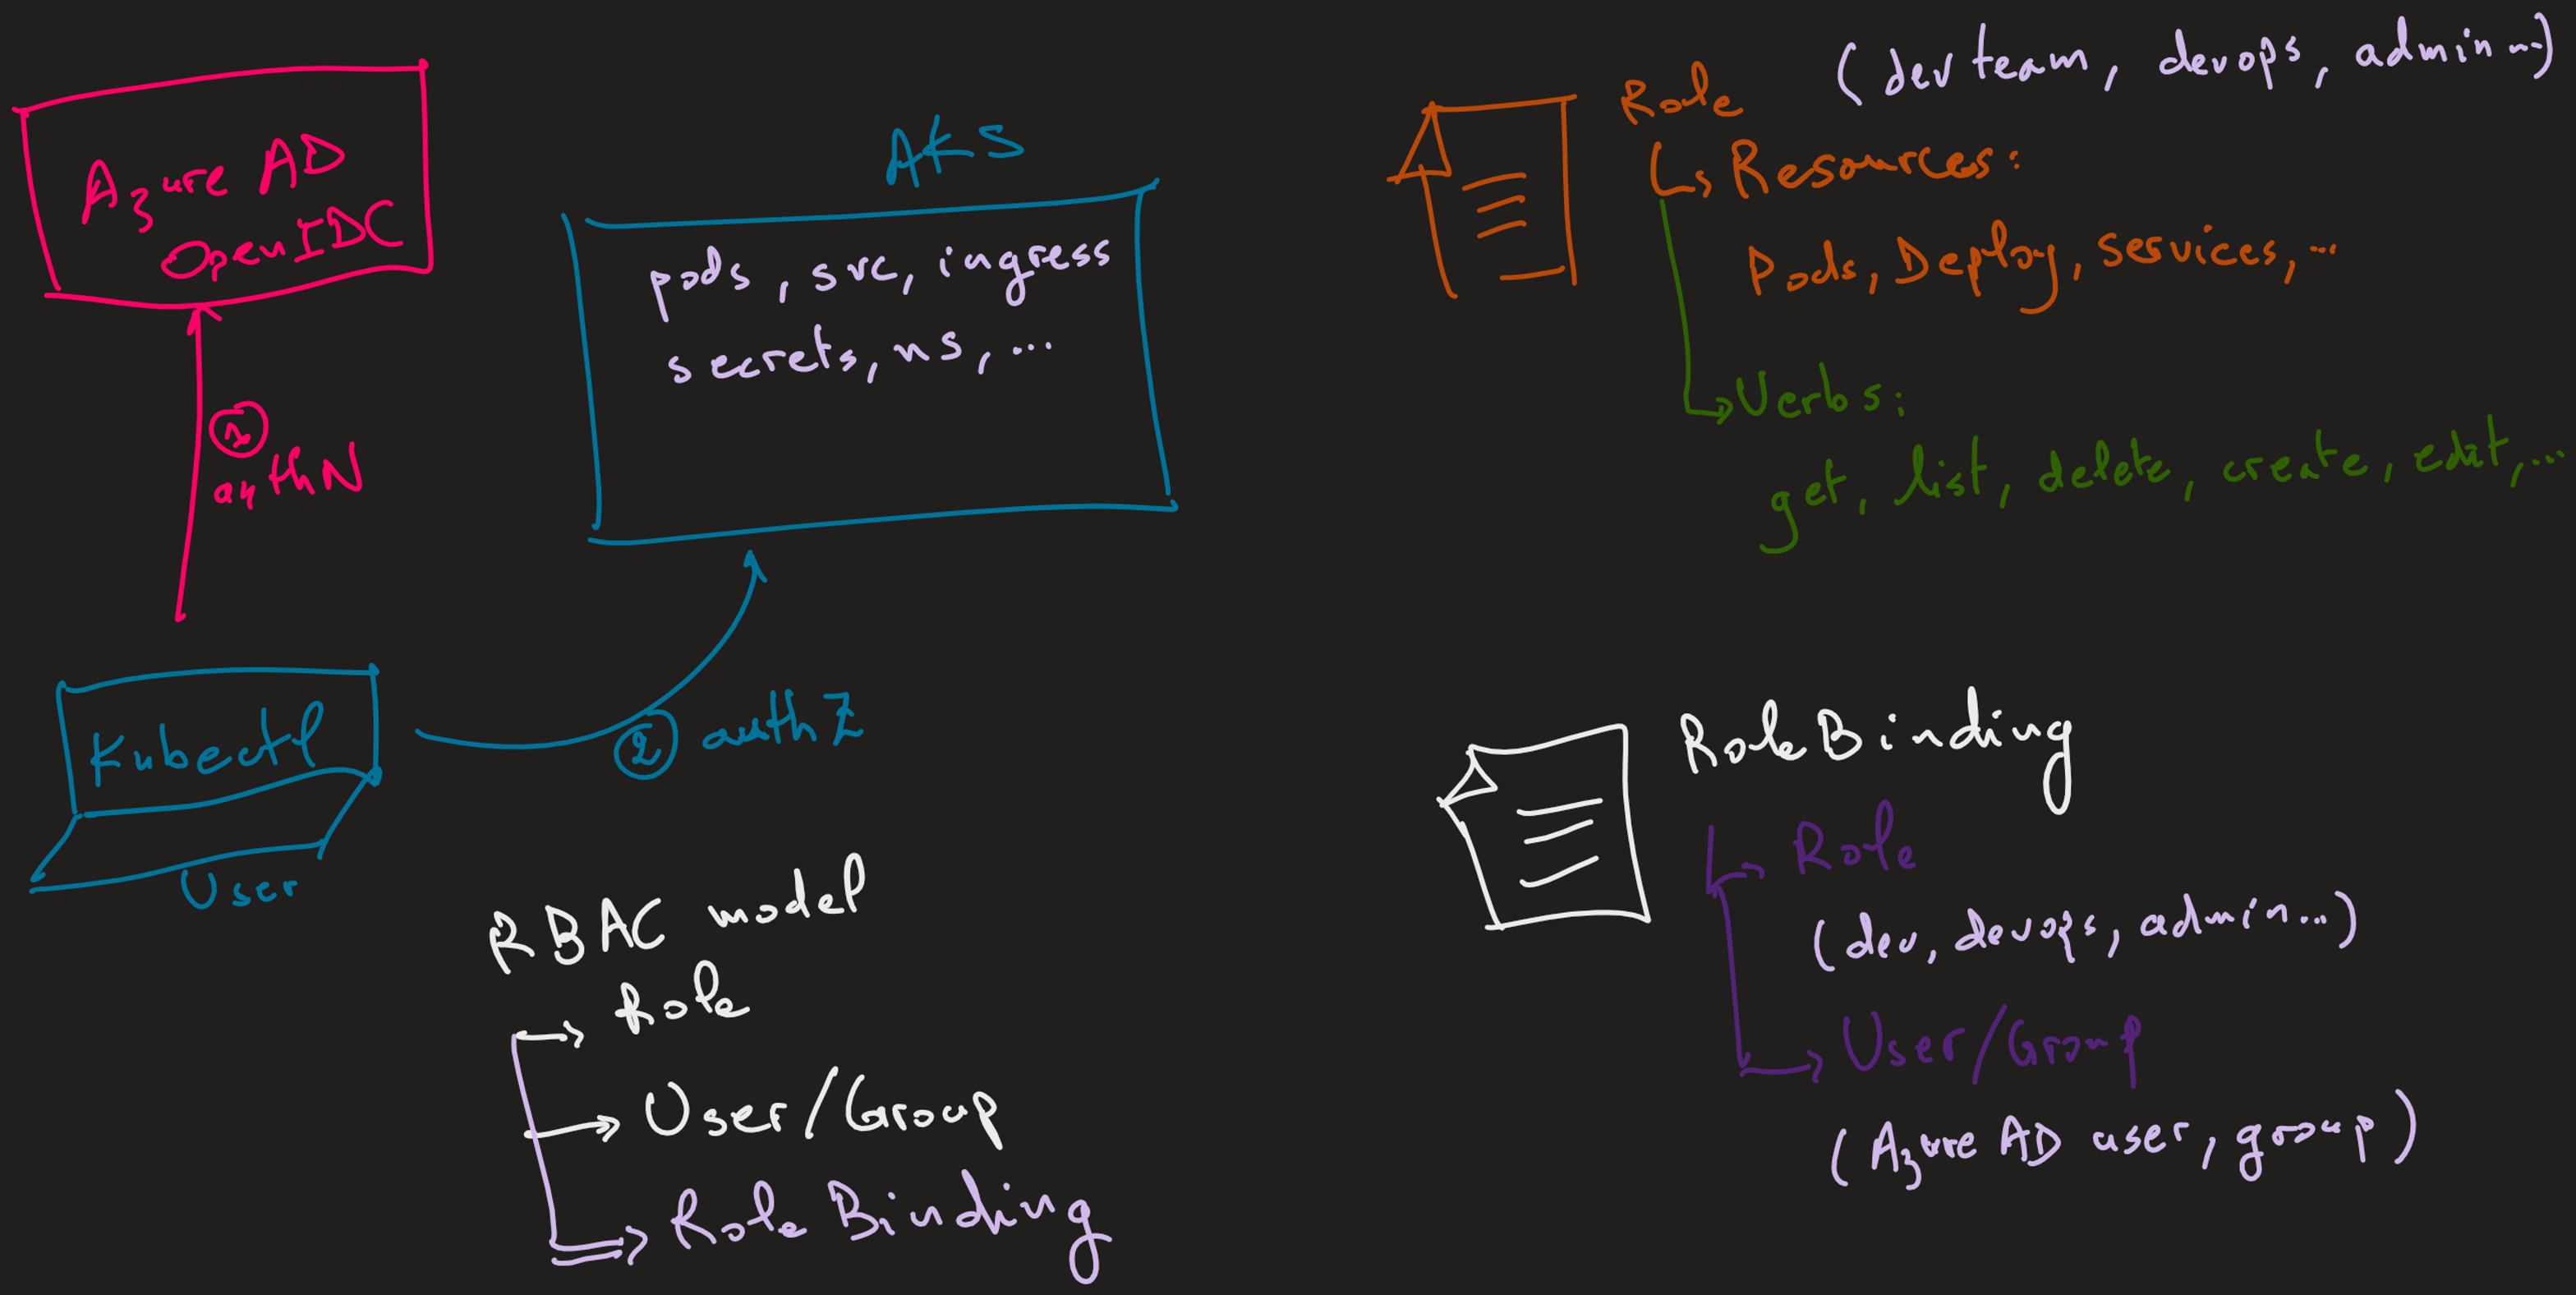 Azure AD
OpenIDC
① authN
Kubectl
User
② authZ
AKS
pods, svc, ingress
secrets, ns, ...
RBAC model
Role
User/Group
Role Binding
Role (dev team, devops, admin...)
Resources:
Pods, Deploy, services, ...
Verbs:
get, list, delete, create, edit, ...
RoleBinding
Role
(dev, devops, admin...)
User/Group
(Azure AD user, group)